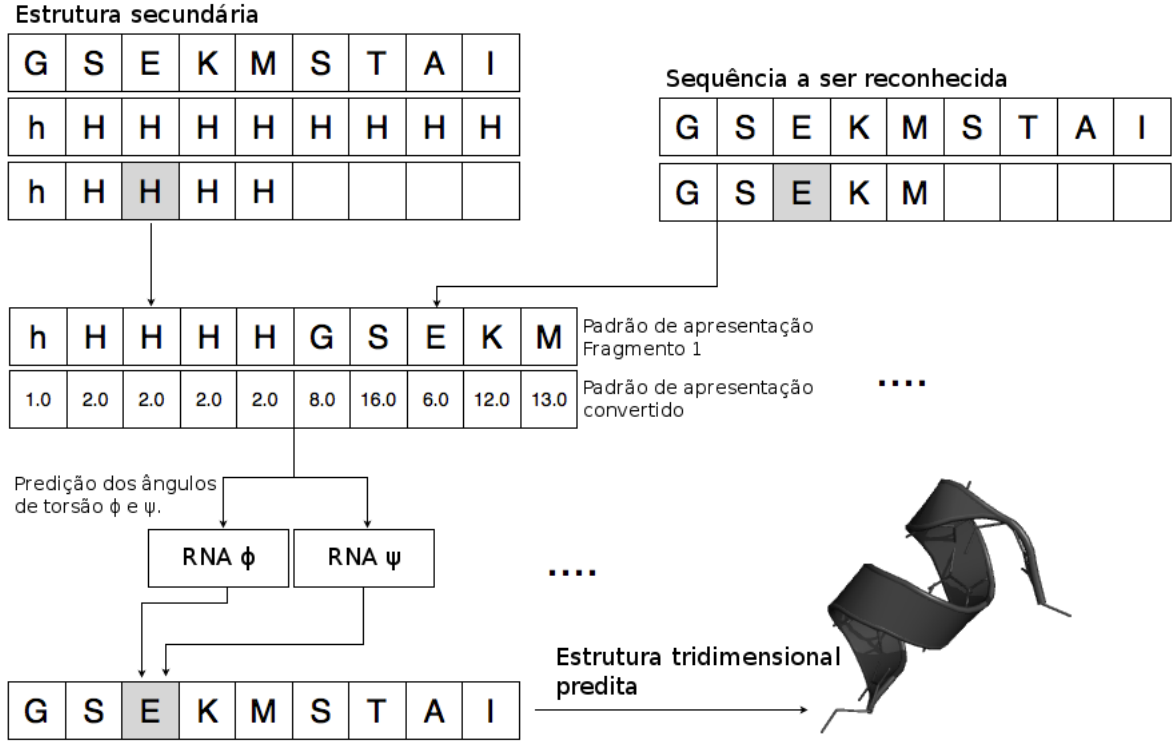 Estrutura secundária
G S E K M S T A I
h H H H H H H H H
h H H H H
Sequência a ser reconhecida
G S E K M S T A I
G S E K M
h H H H H G S E K M
Padrão de apresentação
Fragmento 1
1.0 2.0 2.0 2.0 2.0 8.0 16.0 6.0 12.0 13.0
Padrão de apresentação
convertido
....
Predição dos ângulos
de torsão ϕ e ψ.
RNA ϕ
RNA ψ
....
G S E K M S T A I
Estrutura tridimensional
predita